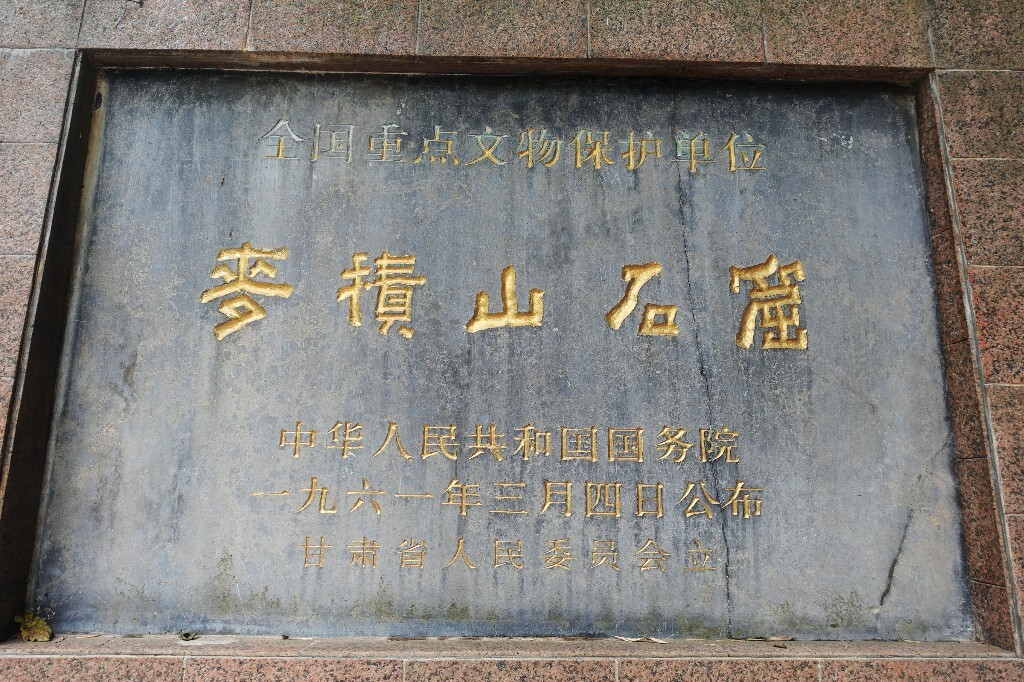 全国重点文物保护单位
麥積山石窟
中华人民共和国国务院
一九六一年三月四日公布
甘肃省人民委员会立